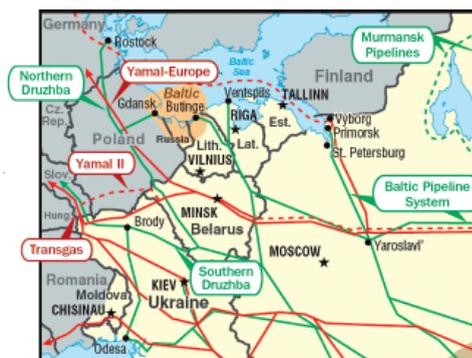 Germany
Rostock
Baltic
Sea
Murmansk
Pipelines
Northern
Druzhba
Yamal-Europe
Finland
Gdansk
Baltic
Butinge
Ventspils
TALLINN
RIGA
Est.
Vyborg
Primorsk
St. Petersburg
Cz.
Rep.
Poland
Russia
Lith.
Lat.
VILNIUS
Yamal II
Slov.
Hung.
MINSK
Belarus
Baltic Pipeline
System
Transgas
Brody
MOSCOW
Yaroslavl'
Southern
Druzhba
Romania
Moldova
CHISINAU
KIEV
Ukraine
Odesa